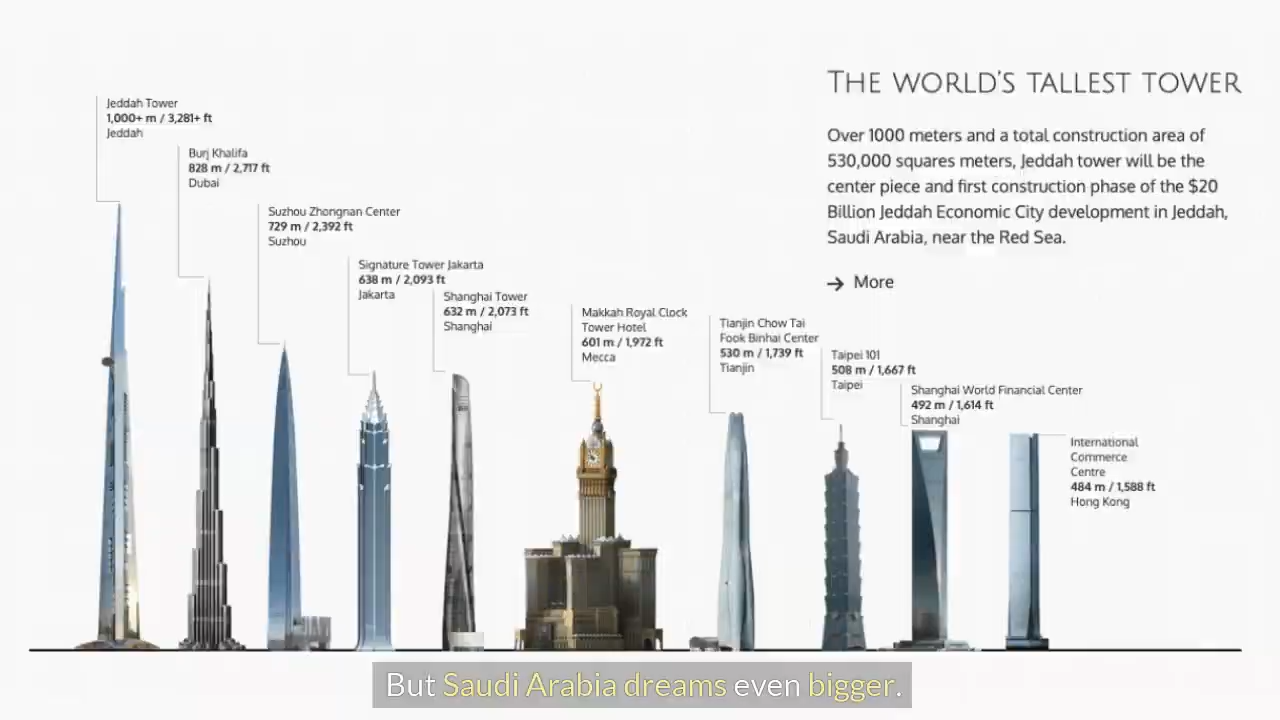 THE WORLD'S TALLEST TOWER
Over 1000 meters and a total construction area of
530,000 squares meters, Jeddah tower will be the
center piece and first construction phase of the $20
Billion Jeddah Economic City development in Jeddah,
Saudi Arabia, near the Red Sea.
→ More
Jeddah Tower
1,000+ m / 3,281+ ft
Jeddah
Burj Khalifa
828 m / 2,717 ft
Dubai
Suzhou Zhongnan Center
729 m / 2,392 ft
Suzhou
Signature Tower Jakarta
638 m / 2,093 ft
Jakarta
Shanghai Tower
632 m / 2,073 ft
Shanghai
Makkah Royal Clock
Tower Hotel
601 m / 1,972 ft
Mecca
Tianjin Chow Tai
Fook Binhai Center
530 m / 1,739 ft
Tianjin
Taipei 101
508 m / 1,667 ft
Taipei
Shanghai World Financial Center
492 m / 1,614 ft
Shanghai
International
Commerce
Centre
484 m / 1,588 ft
Hong Kong
But Saudi Arabia dreams even bigger.